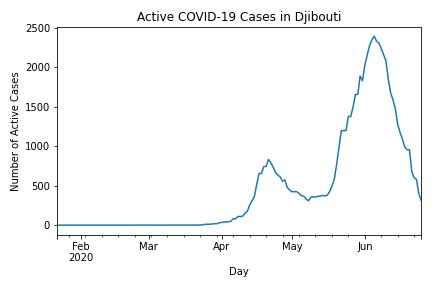 Active COVID-19 Cases in Djibouti
Number of Active Cases
2500
2000
1500
1000
500
0
Feb Mar Apr May Jun
2020
Day